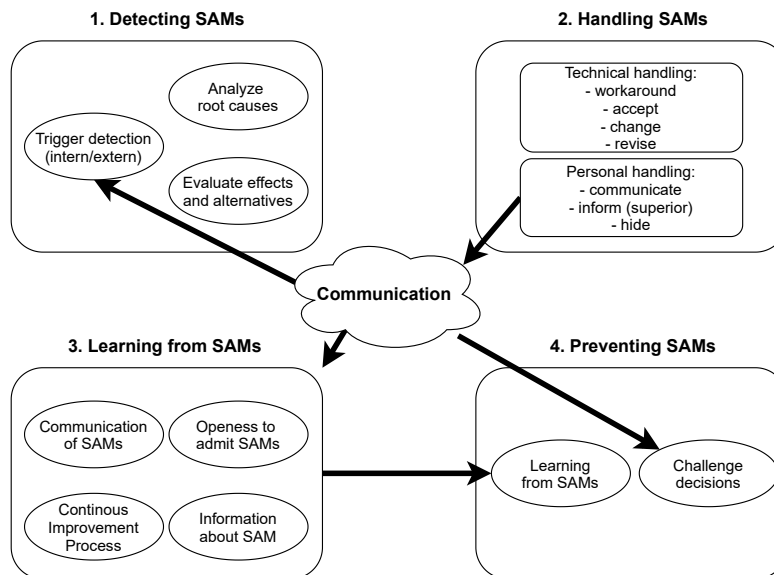 1. Detecting SAMs
Analyze
root causes
Trigger detection
(intern/extern)
Evaluate effects
and alternatives
2. Handling SAMs
Technical handling:
- workaround
- accept
- change
- revise
Personal handling:
- communicate
- inform (superior)
- hide
Communication
3. Learning from SAMs
Communication
of SAMs
Openess to
admit SAMs
Continous
Improvement
Process
Information
about SAM
4. Preventing SAMs
Learning
from SAMs
Challenge
decisions